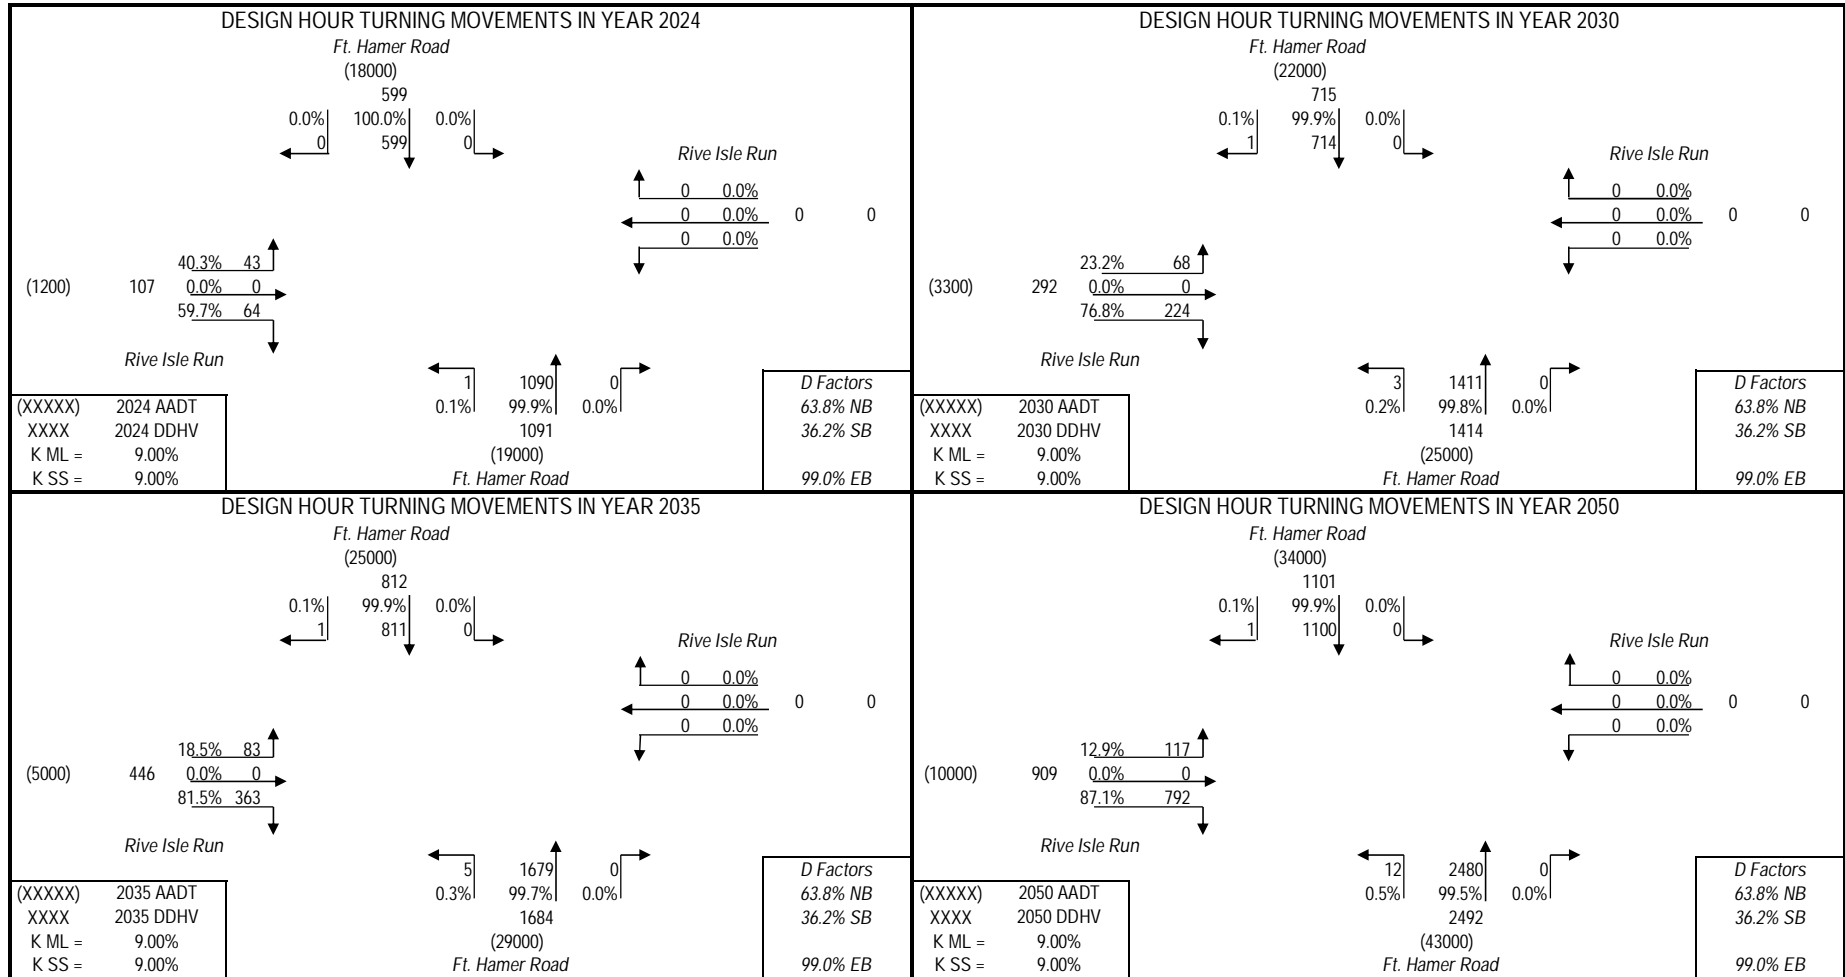 DESIGN HOUR TURNING MOVEMENTS IN YEAR 2024
Ft. Hamer Road
(18000)
599
0.0% 100.0% 0.0%
0 599 0
Rive Isle Run
0 0.0%
0 0.0% 0 0
0 0.0%
40.3% 43
(1200) 107 0.0% 0
59.7% 64
Rive Isle Run
1 1090 0
0.1% 99.9% 0.0%
1091
(19000)
Ft. Hamer Road
(XXXXX) 2024 AADT
XXXX 2024 DDHV
K ML = 9.00%
K SS = 9.00%
D Factors
63.8% NB
36.2% SB
99.0% EB
DESIGN HOUR TURNING MOVEMENTS IN YEAR 2030
Ft. Hamer Road
(22000)
715
0.1% 99.9% 0.0%
1 714 0
Rive Isle Run
0 0.0%
0 0.0% 0 0
0 0.0%
23.2% 68
(3300) 292 0.0% 0
76.8% 224
Rive Isle Run
3 1411 0
0.2% 99.8% 0.0%
1414
(25000)
Ft. Hamer Road
(XXXXX) 2030 AADT
XXXX 2030 DDHV
K ML = 9.00%
K SS = 9.00%
D Factors
63.8% NB
36.2% SB
99.0% EB
DESIGN HOUR TURNING MOVEMENTS IN YEAR 2035
Ft. Hamer Road
(25000)
812
0.1% 99.9% 0.0%
1 811 0
Rive Isle Run
0 0.0%
0 0.0% 0 0
0 0.0%
18.5% 83
(5000) 446 0.0% 0
81.5% 363
Rive Isle Run
5 1679 0
0.3% 99.7% 0.0%
1684
(29000)
Ft. Hamer Road
(XXXXX) 2035 AADT
XXXX 2035 DDHV
K ML = 9.00%
K SS = 9.00%
D Factors
63.8% NB
36.2% SB
99.0% EB
DESIGN HOUR TURNING MOVEMENTS IN YEAR 2050
Ft. Hamer Road
(34000)
1101
0.1% 99.9% 0.0%
1 1100 0
Rive Isle Run
0 0.0%
0 0.0% 0 0
0 0.0%
12.9% 117
(10000) 909 0.0% 0
87.1% 792
Rive Isle Run
12 2480 0
0.5% 99.5% 0.0%
2492
(43000)
Ft. Hamer Road
(XXXXX) 2050 AADT
XXXX 2050 DDHV
K ML = 9.00%
K SS = 9.00%
D Factors
63.8% NB
36.2% SB
99.0% EB